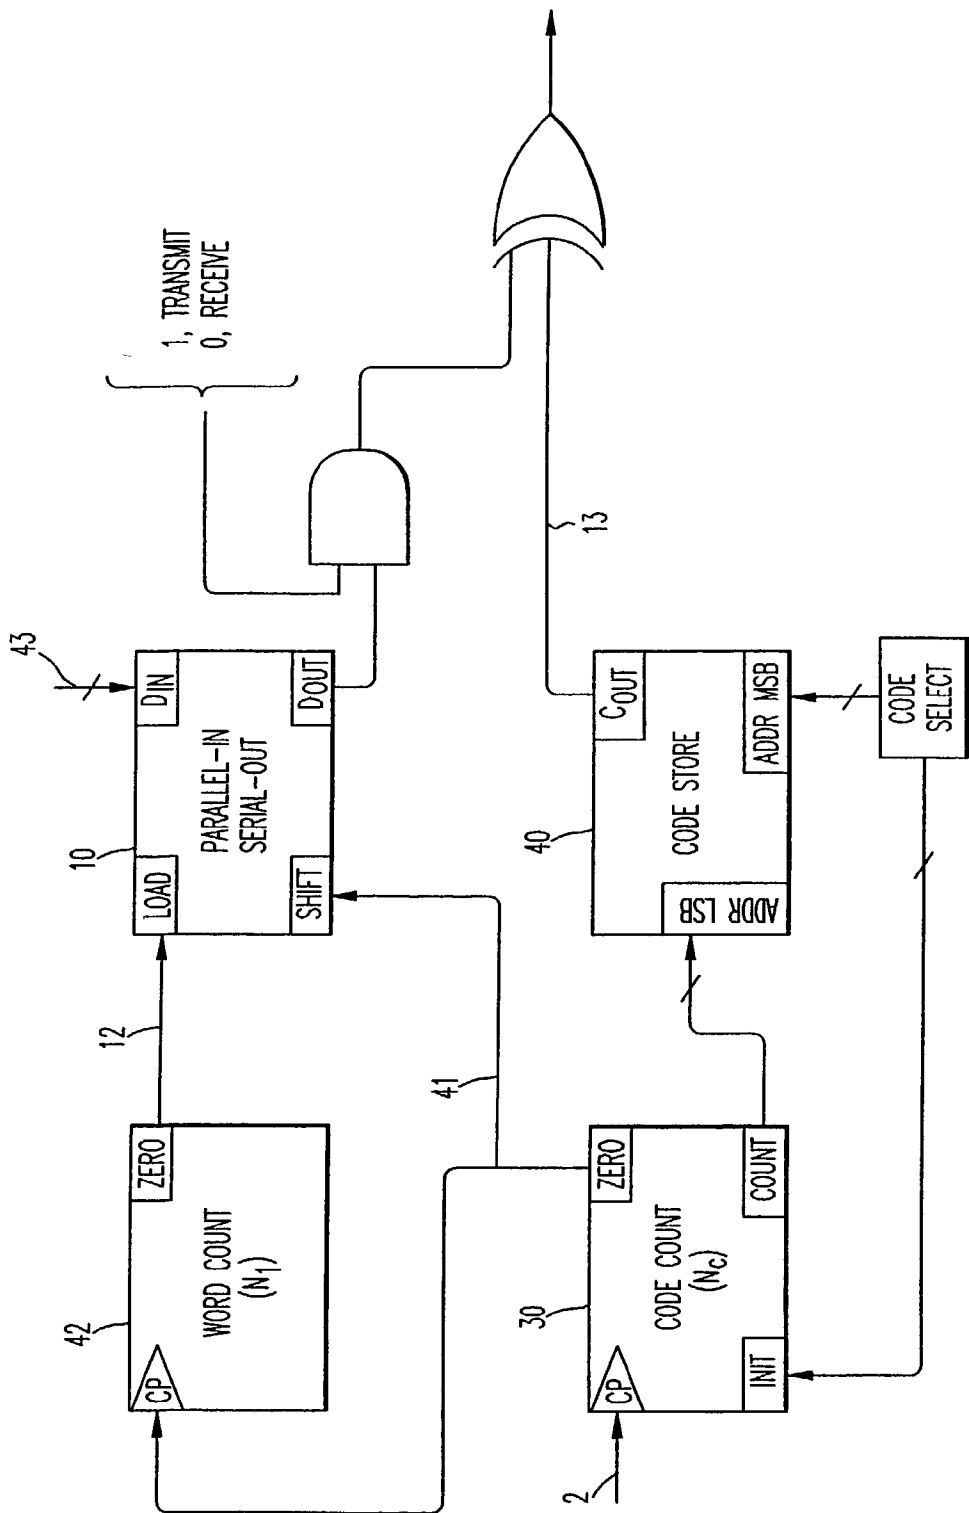 1, TRANSMIT
0, RECEIVE
43
10
LOAD
DIN
PARALLEL-IN
SERIAL-OUT
SHIFT
DOUT
12
42
CP
ZERO
WORD COUNT
(N1)
41
13
40
COUT
CODE STORE
ADDR LSB
ADDR MSB
30
2
CP
ZERO
CODE COUNT
(NC)
INIT
COUNT
CODE
SELECT